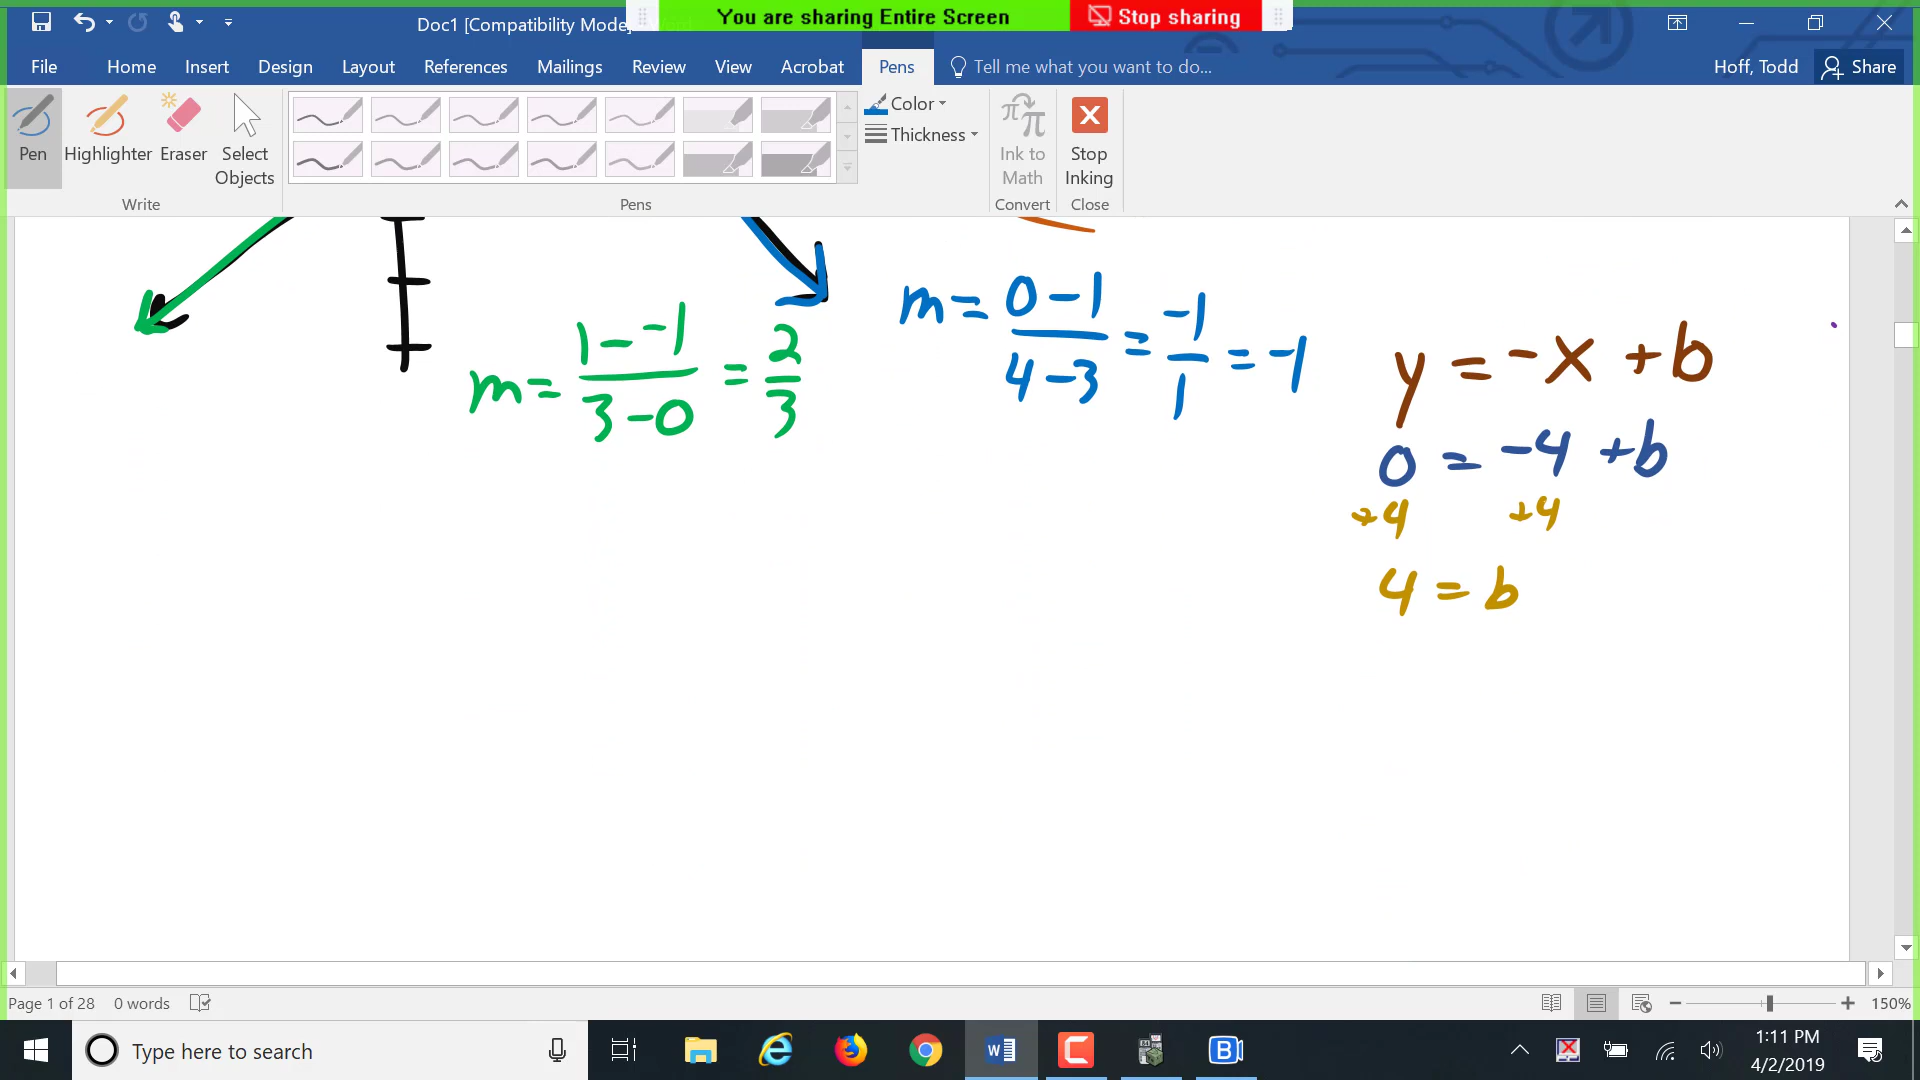 You are sharing Entire Screen Stop sharing
Doc1 [Compatibility Mode]
File Home Insert Design Layout References Mailings Review View Acrobat Pens Tell me what you want to do... Hoff, Todd Share
Pen Highlighter Eraser Select Objects
Color
Thickness
Ink to Math
Stop Inking
Write Pens Convert Close
m = 0 - 1 / 4 - 3 = -1 / 1 = -1
m = 1 - -1 / 3 - 0 = 2 / 3
y = -x + b
0 = -4 + b
+4 +4
4 = b
Page 1 of 28 0 words 150%
Type here to search
1:11 PM
4/2/2019